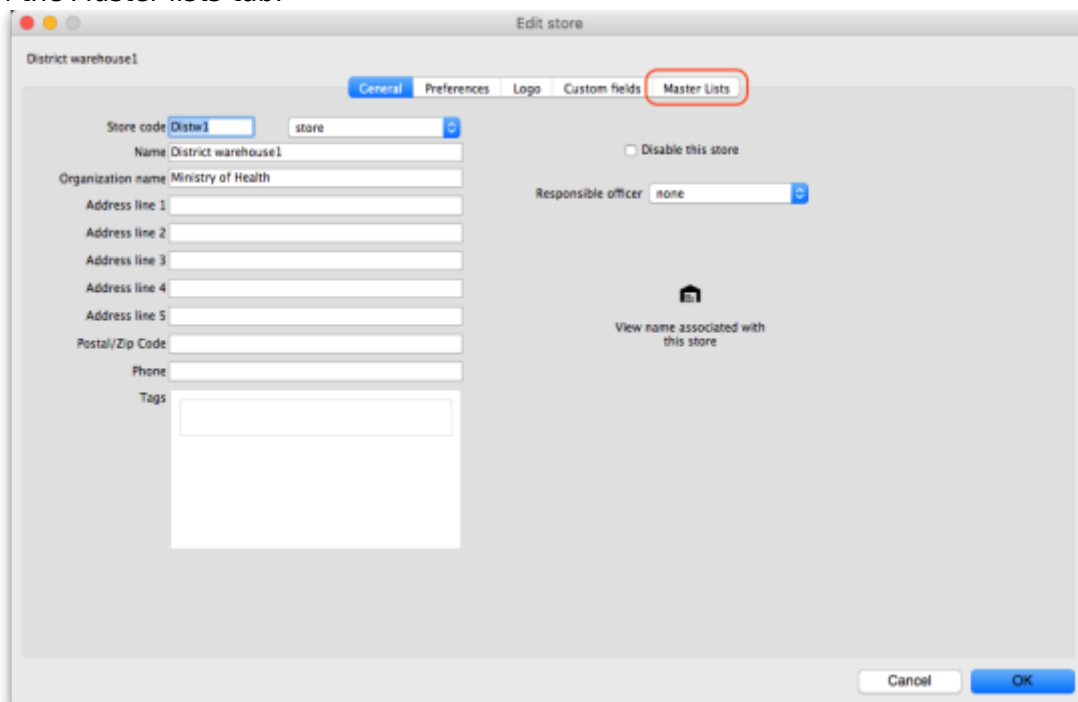 the Master lists tab.
Edit store
District warehouse1
General Preferences Logo Custom fields Master Lists
Store code Distw1 store
Name District warehouse1
Disable this store
Organization name Ministry of Health
Responsible officer none
Address line 1
Address line 2
Address line 3
Address line 4
Address line 5
View name associated with
this store
Postal/Zip Code
Phone
Tags
Cancel OK